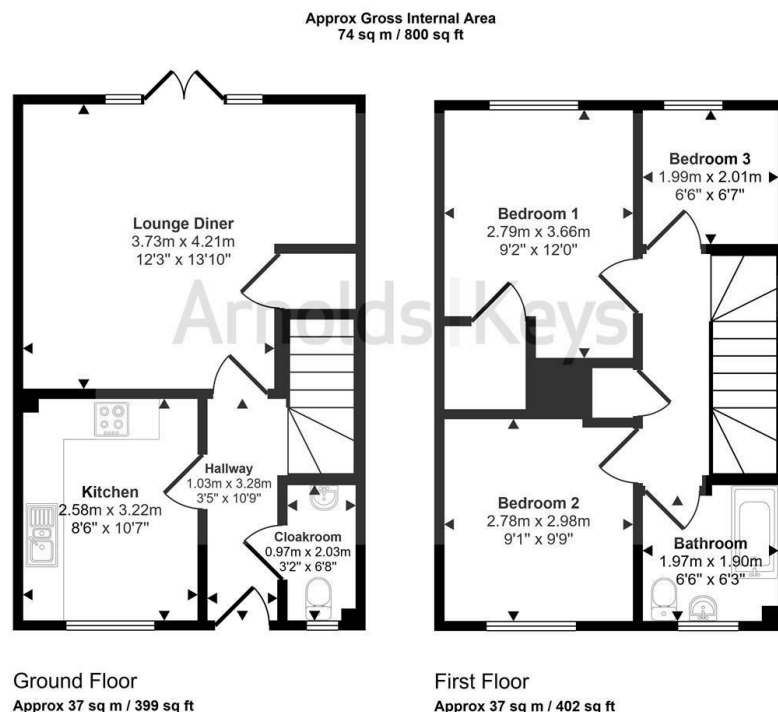 Approx Gross Internal Area
74 sq m / 800 sq ft
Lounge Diner
3.73m x 4.21m
12'3" x 13'10"
Kitchen
2.58m x 3.22m
8'6" x 10'7"
Hallway
1.03m x 3.28m
3'5" x 10'9"
Cloakroom
0.97m x 2.03m
3'2" x 6'8"
Bedroom 1
2.79m x 3.66m
9'2" x 12'0"
Bedroom 3
1.99m x 2.01m
6'6" x 6'7"
Bedroom 2
2.78m x 2.98m
9'1" x 9'9"
Bathroom
1.97m x 1.90m
6'6" x 6'3"
Arnolds|Keys
Ground Floor
Approx 37 sq m / 399 sq ft
First Floor
Approx 37 sq m / 402 sq ft